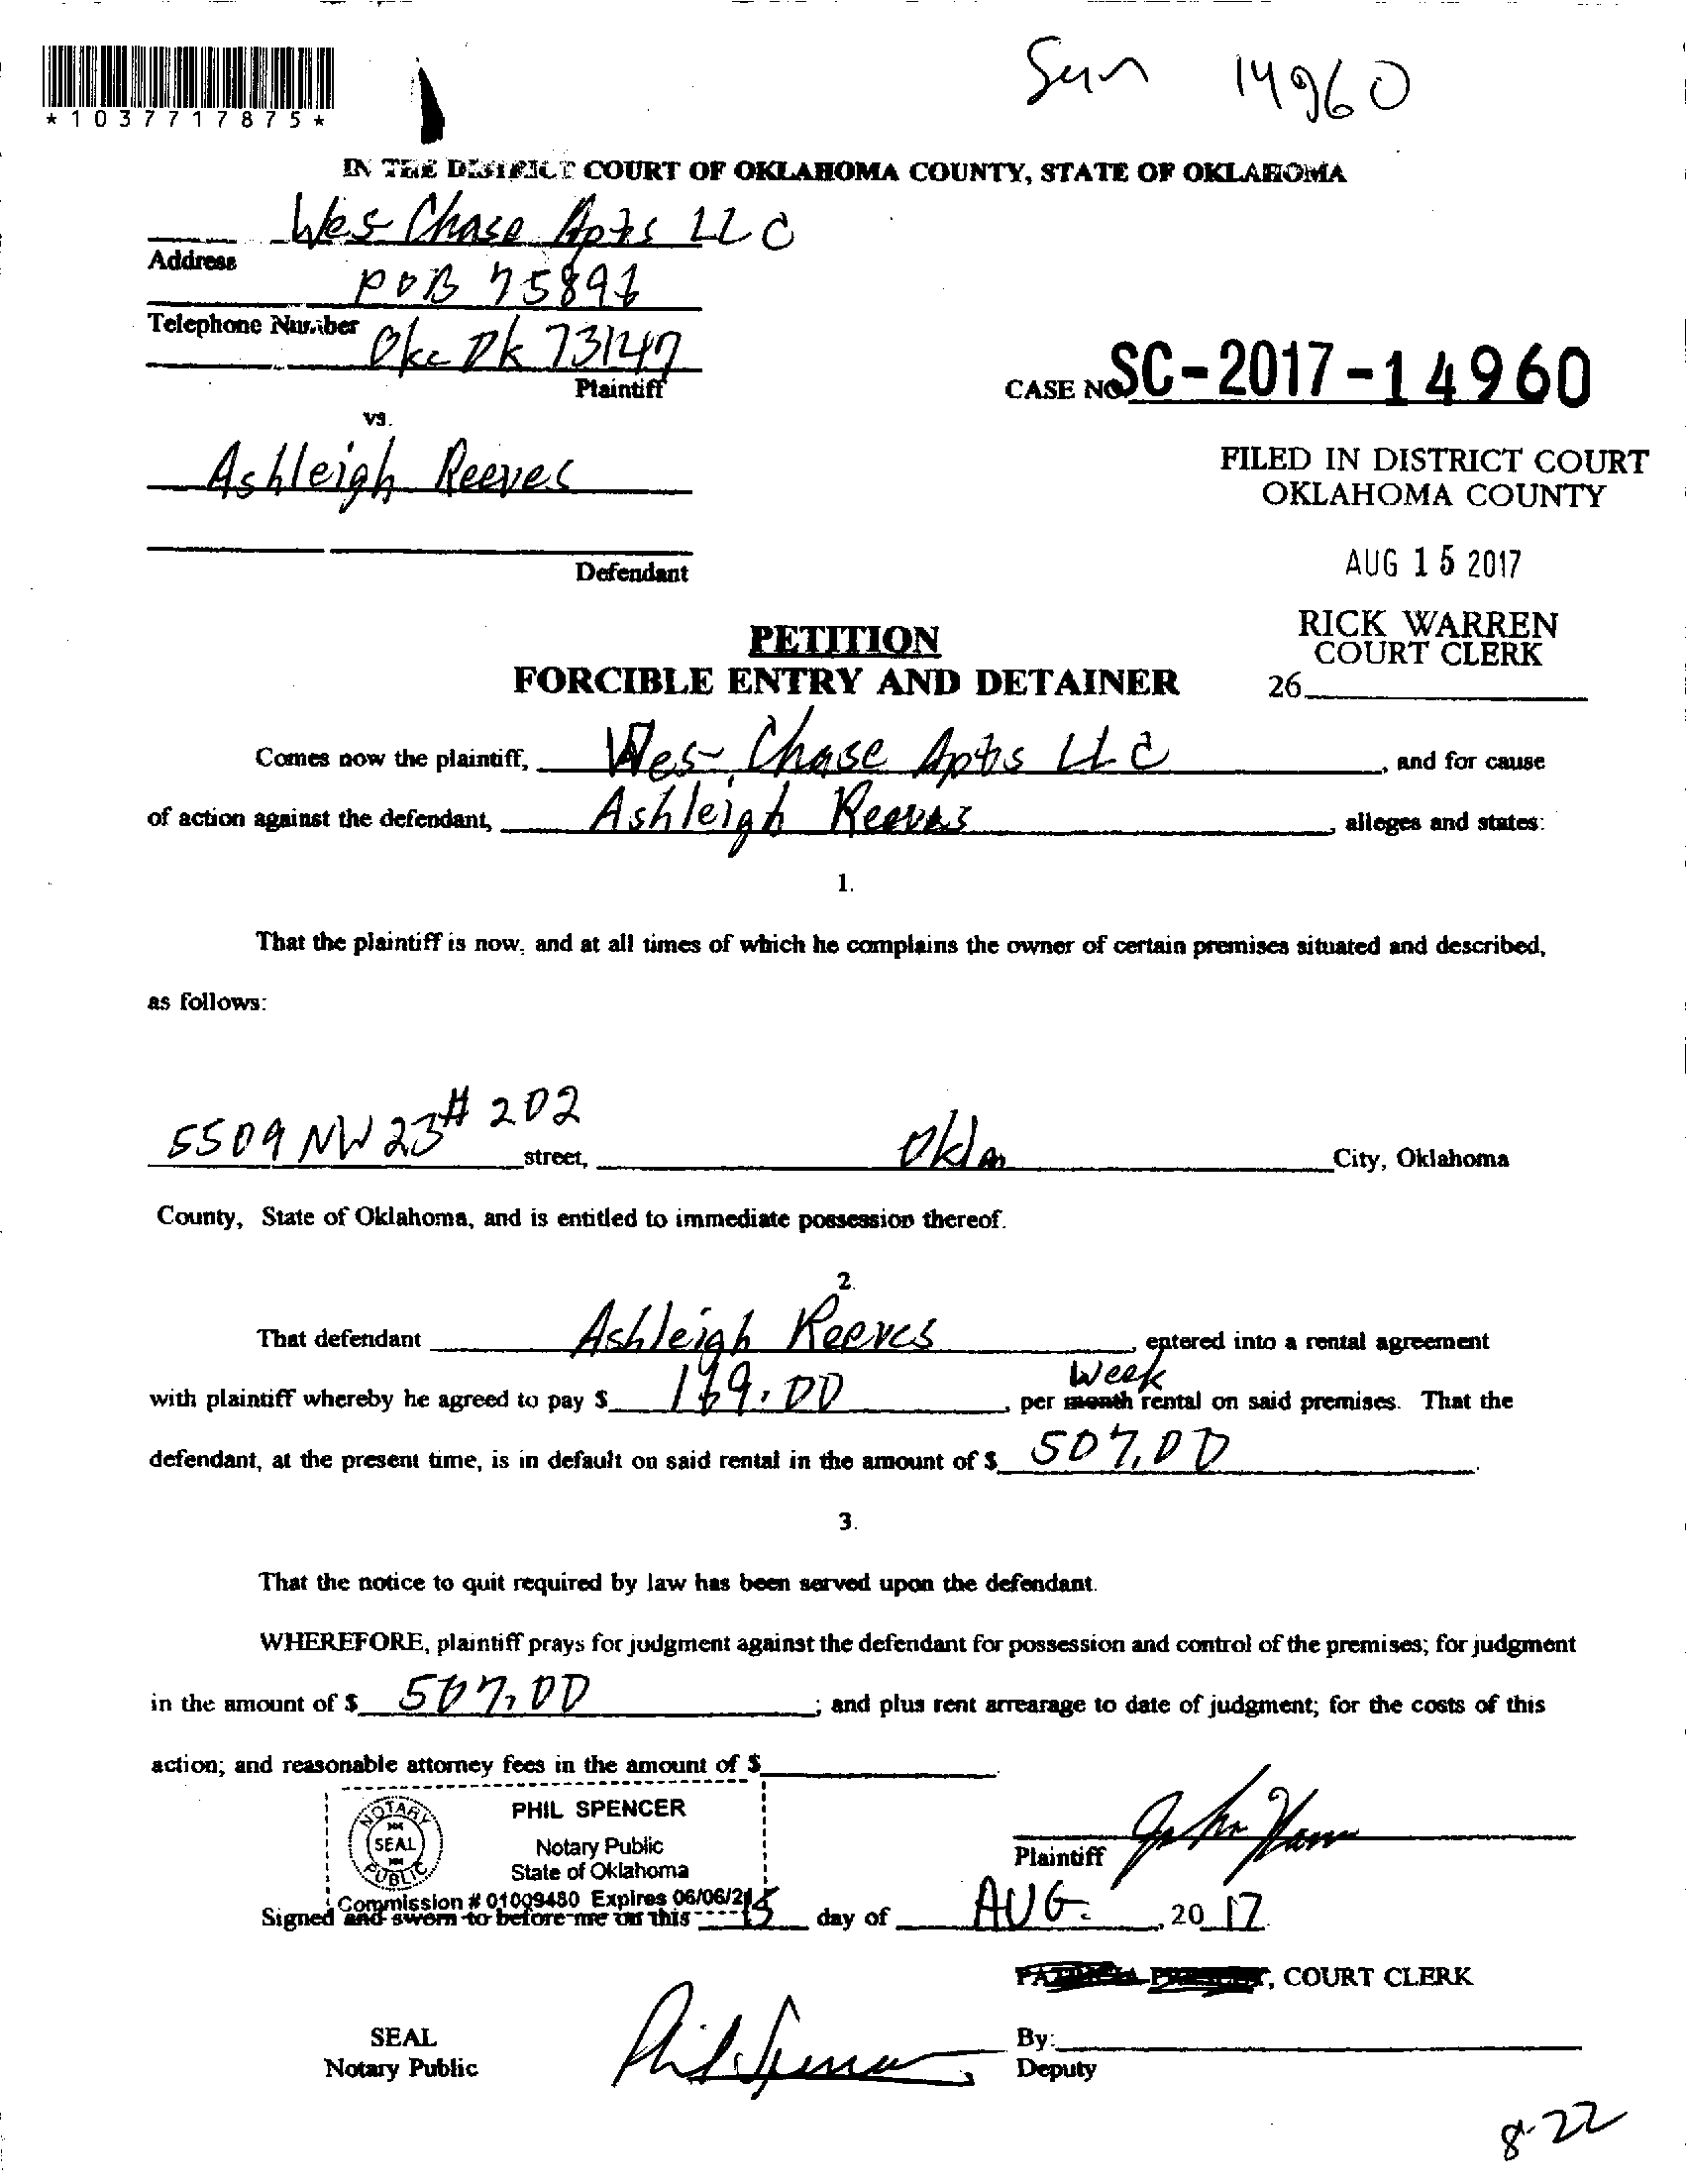 *1037717875*
14960
IN THE DISTRICT COURT OF OKLAHOMA COUNTY, STATE OF OKLAHOMA
Wes Chase Apts LLC
Address
POB 75891
Telephone Number
Okc Ok 73147
Plaintiff
CASE NO SC-2017-14960
vs.
Ashleigh Reeves
FILED IN DISTRICT COURT
OKLAHOMA COUNTY
Defendant
AUG 15 2017
RICK WARREN
COURT CLERK
26
PETITION
FORCIBLE ENTRY AND DETAINER
Comes now the plaintiff, Wes Chase Apts LLC, and for cause
of action against the defendant, Ashleigh Reeves, alleges and states:
1.
That the plaintiff is now, and at all times of which he complains the owner of certain premises situated and described,
as follows:
5509 NW 23 # 202 street, Okla City, Oklahoma
County, State of Oklahoma, and is entitled to immediate possession thereof.
2.
That defendant Ashleigh Reeves, entered into a rental agreement
Week
with plaintiff whereby he agreed to pay $ 169.00, per month rental on said premises. That the
defendant, at the present time, is in default on said rental in the amount of $ 507.00.
3.
That the notice to quit required by law has been served upon the defendant.
WHEREFORE, plaintiff prays for judgment against the defendant for possession and control of the premises; for judgment
in the amount of $ 507.00; and plus rent arrearage to date of judgment; for the costs of this
action; and reasonable attorney fees in the amount of $
NOTARY PUBLIC
SEAL
PHIL SPENCER
Notary Public
State of Oklahoma
Commission # 01009480 Expires 06/06/21
Plaintiff
Signed and sworn to before me on this 15 day of AUG., 20 17.
, COURT CLERK
SEAL
Notary Public
Phil Spencer
By:
Deputy
8-22